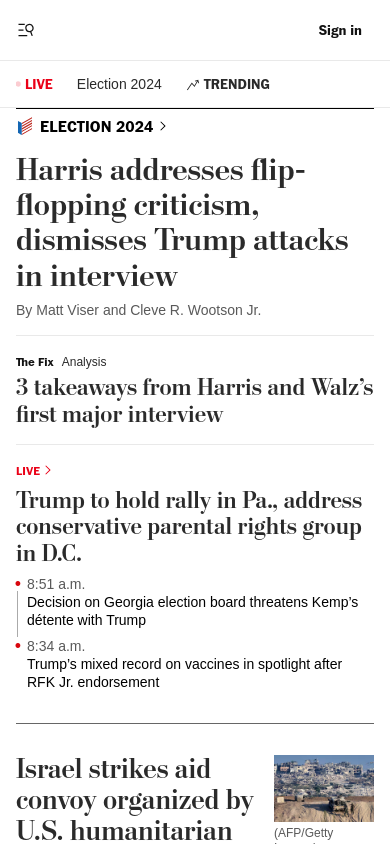 Sign in
LIVE
Election 2024
TRENDING
ELECTION 2024
Harris addresses flip-
flopping criticism,
dismisses Trump attacks
in interview
By Matt Viser and Cleve R. Wootson Jr.
The Fix Analysis
3 takeaways from Harris and Walz’s
first major interview
LIVE
Trump to hold rally in Pa., address
conservative parental rights group
in D.C.
8:51 a.m.
Decision on Georgia election board threatens Kemp’s
détente with Trump
8:34 a.m.
Trump’s mixed record on vaccines in spotlight after
RFK Jr. endorsement
Israel strikes aid
convoy organized by
U.S. humanitarian
(AFP/Getty